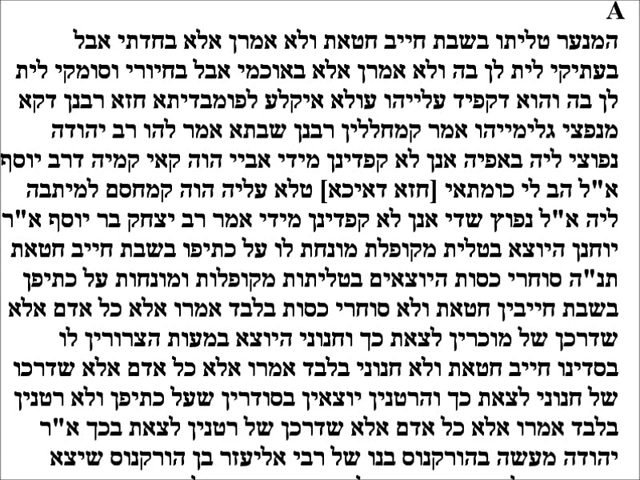 A
המנער טליתו בשבת חייב חטאת ולא אמרן אלא בחדתי אבל
בעתיקי לית לן בה ולא אמרן אלא באוכמי אבל בחיורי וסומקי לית
לן בה והוא דקפיד עלייהו עולא איקלע לפומבדיתא חזא רבנן דקא
מנפצי גלימייהו אמר קמחללין רבנן שבתא אמר להו רב יהודה
נפוצי ליה באפיה אנן לא קפדינן מידי אביי הוה קאי קמיה דרב יוסף
א"ל הב לי כומתאי [חזא דאיכא] טלא עליה הוה קמחסם למיתבה
ליה א"ל נפוץ שדי אנן לא קפדינן מידי אמר רב יצחק בר יוסף א"ר
יוחנן היוצא בטלית מקופלת מונחת לו על כתיפו בשבת חייב חטאת
תנ"ה סוחרי כסות היוצאים בטליתות מקופלות ומונחות על כתיפן
בשבת חייבין חטאת ולא סוחרי כסות בלבד אמרו אלא כל אדם אלא
שדרכן של מוכרין לצאת כך וחנוני היוצא במעות הצרורין לו
בסדינו חייב חטאת ולא חנוני בלבד אמרו אלא כל אדם אלא שדרכו
של חנוני לצאת כך והרטנין יוצאין בסודרין שעל כתיפן ולא רטנין
בלבד אמרו אלא כל אדם אלא שדרכן של רטנין לצאת בכך א"ר
יהודה מעשה בהורקנוס בנו של רבי אליעזר בן הורקנוס שיצא